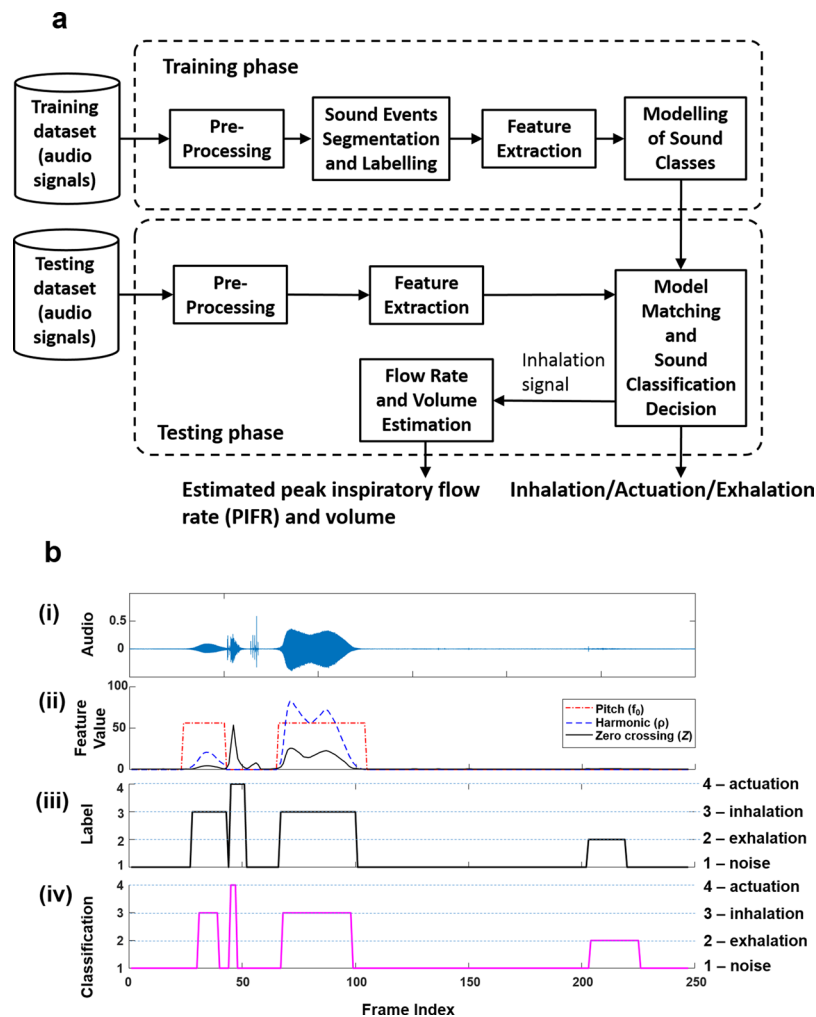 a
Training phase
Training
dataset
(audio
signals)
Pre-
Processing
Sound Events
Segmentation
and Labelling
Feature
Extraction
Modelling
of Sound
Classes
Testing
dataset
(audio
signals)
Pre-
Processing
Feature
Extraction
Model
Matching
and
Sound
Classification
Decision
Inhalation
signal
Flow Rate
and Volume
Estimation
Testing phase
Estimated peak inspiratory flow
rate (PIFR) and volume
Inhalation/Actuation/Exhalation
b
(i)
Audio
0.5
0
(ii)
Feature
Value
100
50
0
Pitch (f₀)
Harmonic (ρ)
Zero crossing (Z)
(iii)
Label
4
3
2
1
4 – actuation
3 – inhalation
2 – exhalation
1 – noise
(iv)
Classification
4
3
2
1
4 – actuation
3 – inhalation
2 – exhalation
1 – noise
0 50 100 150 200 250
Frame Index